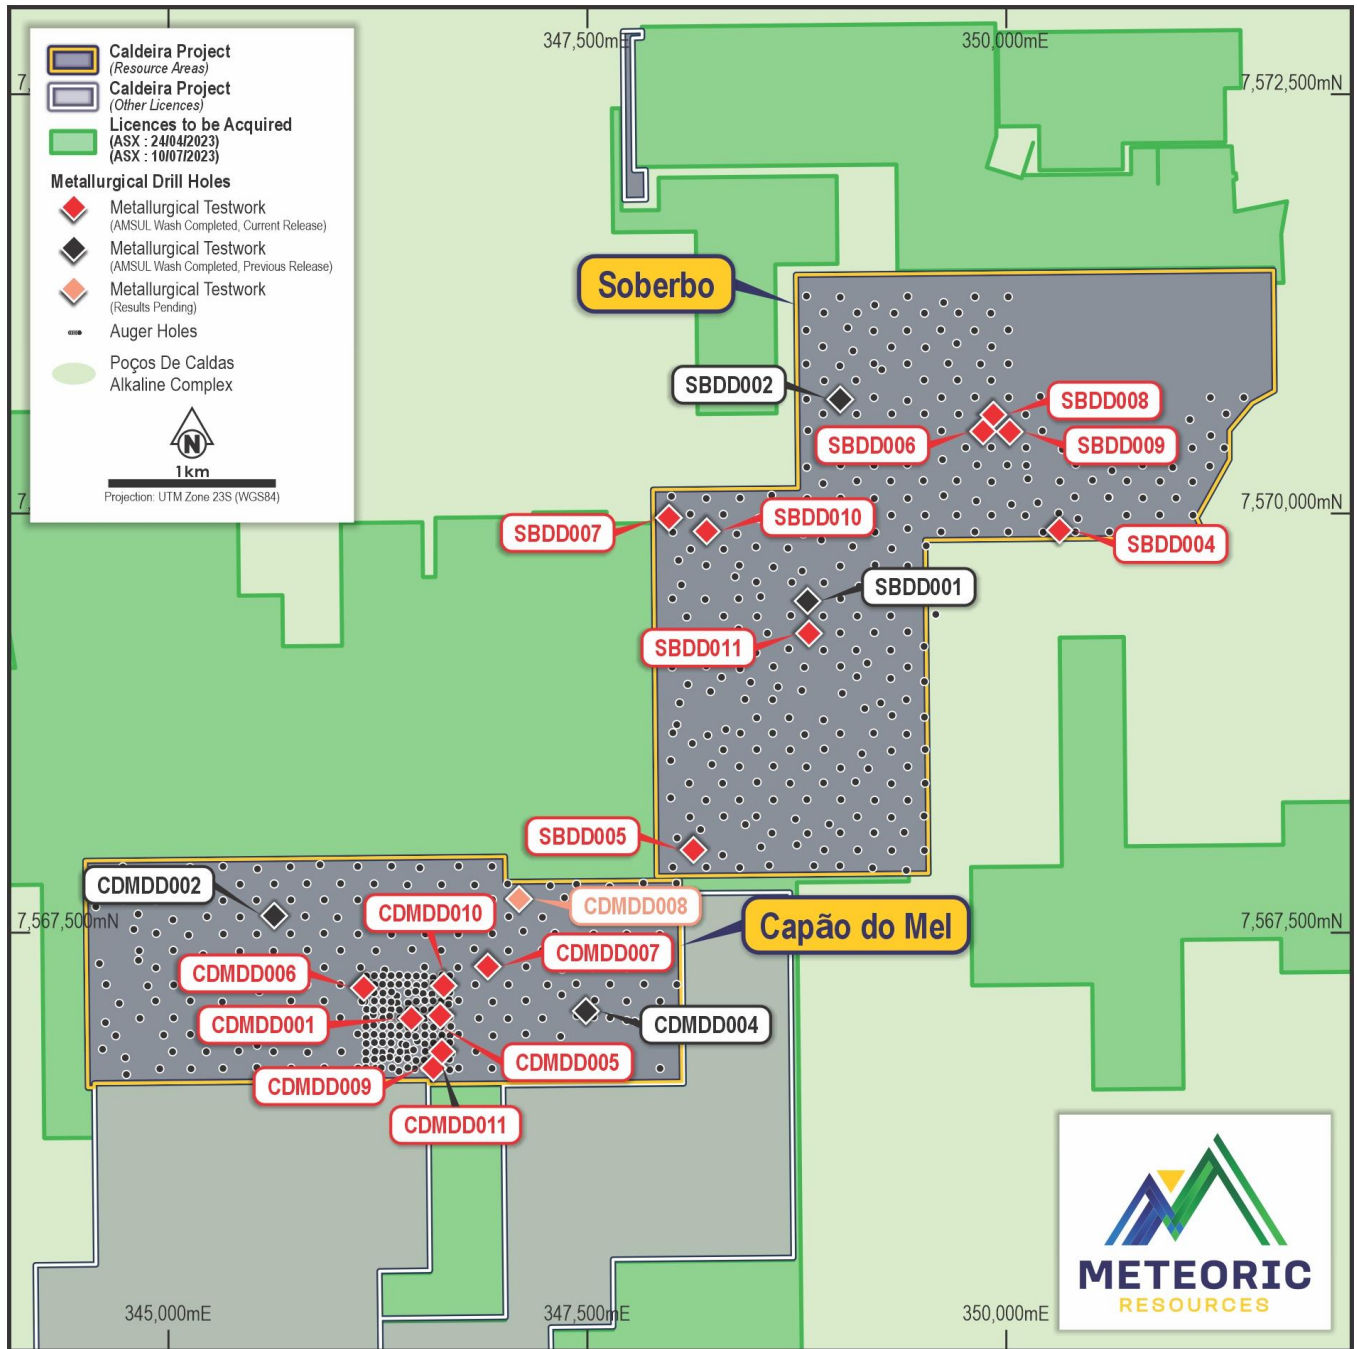 347,500mE
350,000mE
7,572,500mN
Caldeira Project
(Resource Areas)
Caldeira Project
(Other Licences)
Licences to be Acquired
(ASX : 24/04/2023)
(ASX : 10/07/2023)
Metallurgical Drill Holes
Metallurgical Testwork
(AMSUL Wash Completed, Current Release)
Metallurgical Testwork
(AMSUL Wash Completed, Previous Release)
Metallurgical Testwork
(Results Pending)
Auger Holes
Poços De Caldas
Alkaline Complex
N
1km
Projection: UTM Zone 23S (WGS84)
Soberbo
SBDD002
SBDD008
SBDD006
SBDD009
7,570,000mN
SBDD007
SBDD010
SBDD004
SBDD001
SBDD011
SBDD005
CDMDD002
CDMDD010
CDMDD008
7,567,500mN
Capão do Mel
7,567,500mN
CDMDD007
CDMDD006
CDMDD001
CDMDD004
CDMDD005
CDMDD009
CDMDD011
METEORIC
RESOURCES
345,000mE
347,500mE
350,000mE